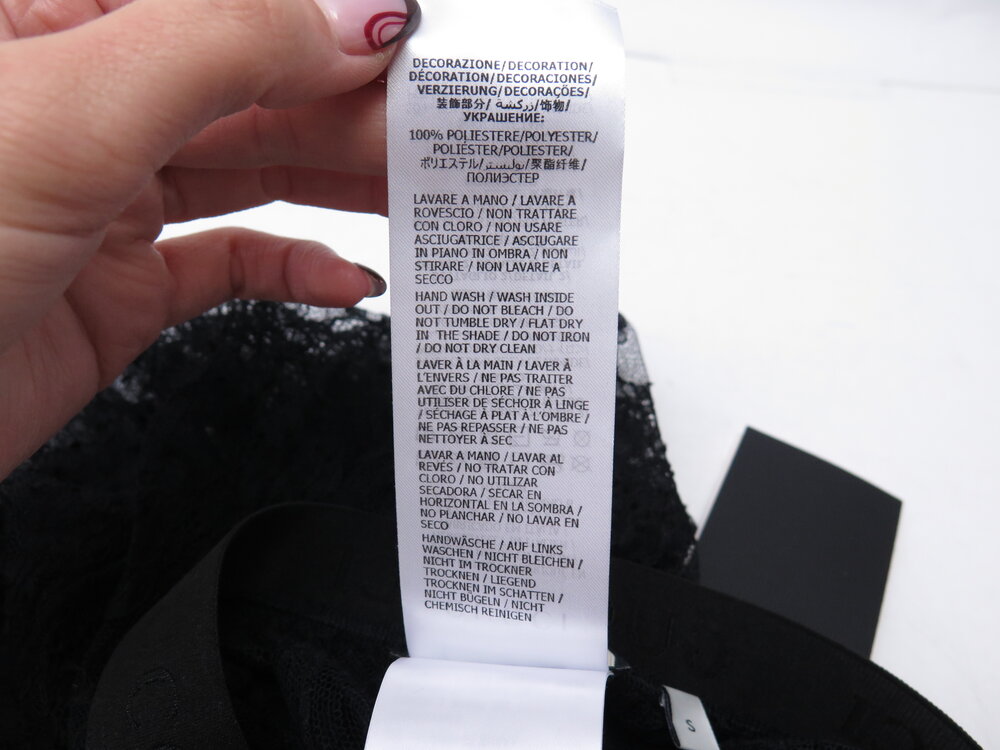 DECORAZIONE/DECORATION/
DÉCORATION/DECORACIONES/
VERZIERUNG/DECORAÇÕES/
装飾部分/ زركشة/饰物/
УКРАШЕНИЕ:
100% POLIESTERE/POLYESTER/
POLIÉSTER/POLIESTER/
ポリエステル/بوليستر/聚酯纤维/
ПОЛИЭСТЕР
LAVARE A MANO / LAVARE A
ROVESCIO / NON TRATTARE
CON CLORO / NON USARE
ASCIUGATRICE / ASCIUGARE
IN PIANO IN OMBRA / NON
STIRARE / NON LAVARE A
SECCO
HAND WASH / WASH INSIDE
OUT / DO NOT BLEACH / DO
NOT TUMBLE DRY / FLAT DRY
IN THE SHADE / DO NOT IRON
/ DO NOT DRY CLEAN
LAVER À LA MAIN / LAVER À
L'ENVERS / NE PAS TRAITER
AVEC DU CHLORE / NE PAS
UTILISER DE SÉCHOIR À LINGE
/ SÉCHAGE À PLAT À L'OMBRE /
NE PAS REPASSER / NE PAS
NETTOYER À SEC
LAVAR A MANO / LAVAR AL
REVÉS / NO TRATAR CON
CLORO / NO UTILIZAR
SECADORA / SECAR EN
HORIZONTAL EN LA SOMBRA /
NO PLANCHAR / NO LAVAR EN
SECO
HANDWÄSCHE / AUF LINKS
WASCHEN / NICHT BLEICHEN /
NICHT IM TROCKNER
TROCKNEN / LIEGEND
TROCKNEN IM SCHATTEN /
NICHT BÜGELN / NICHT
CHEMISCH REINIGEN
S